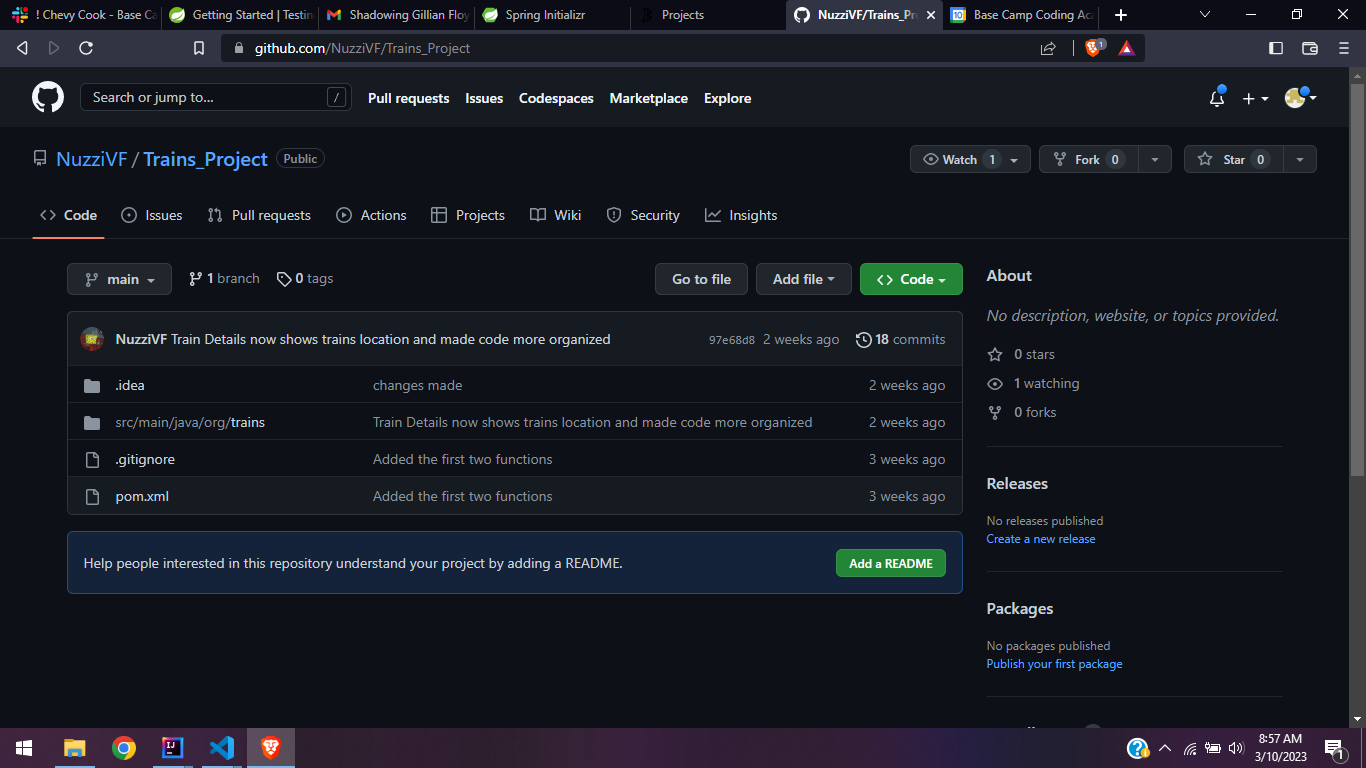 ! Chevy Cook - Base Ca
Getting Started | Testin
Shadowing Gillian Floy
Spring Initializr
Projects
NuzziVF/Trains_Pr
Base Camp Coding Aca
github.com/NuzziVF/Trains_Project
1
Search or jump to...
/
Pull requests
Issues
Codespaces
Marketplace
Explore
NuzziVF / Trains_Project
Public
Watch 1
Fork 0
Star 0
Code
Issues
Pull requests
Actions
Projects
Wiki
Security
Insights
main
1 branch
0 tags
Go to file
Add file
Code
NuzziVF Train Details now shows trains location and made code more organized
97e68d8 2 weeks ago
18 commits
.idea
changes made
2 weeks ago
src/main/java/org/trains
Train Details now shows trains location and made code more organized
2 weeks ago
.gitignore
Added the first two functions
3 weeks ago
pom.xml
Added the first two functions
3 weeks ago
Help people interested in this repository understand your project by adding a README.
Add a README
About
No description, website, or topics provided.
0 stars
1 watching
0 forks
Releases
No releases published
Create a new release
Packages
No packages published
Publish your first package
8:57 AM
3/10/2023
1